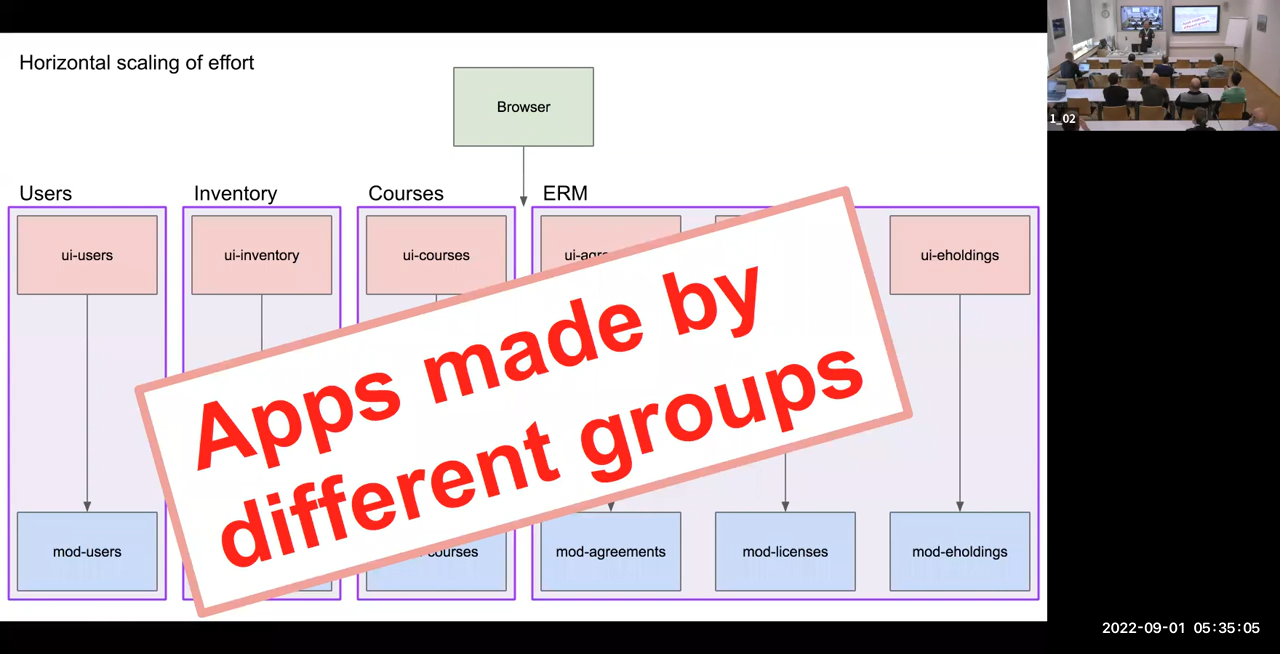 Horizontal scaling of effort
Browser
Users
Inventory
Courses
ERM
ui-users
ui-inventory
ui-courses
ui-eholdings
Apps made by
different groups
mod-users
courses
mod-agreements
mod-licenses
mod-eholdings
1_02
2022-09-01 05:35:05